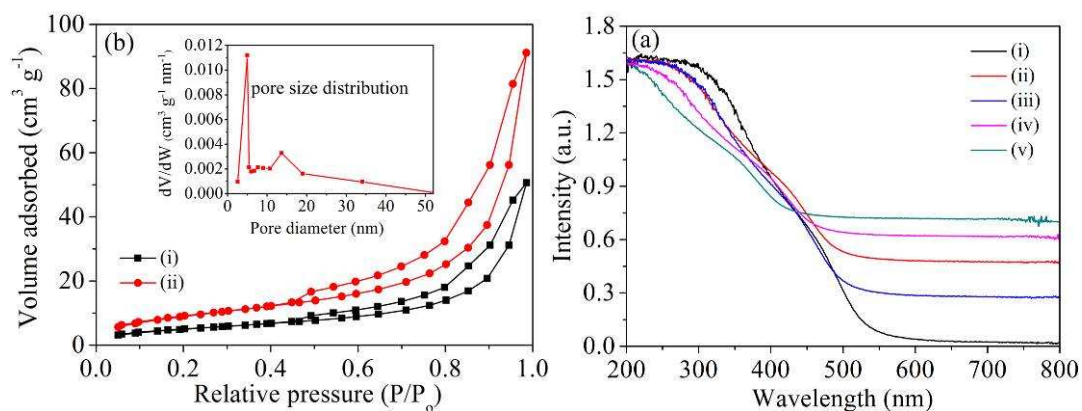 (b)
Volume adsorbed (cm³ g⁻¹)
100
80
60
40
20
0
0.0 0.2 0.4 0.6 0.8 1.0
Relative pressure (P/Pₒ)
(i)
(ii)
dV/dW (cm³ g⁻¹ nm⁻¹)
0.012
0.010
0.008
0.006
0.004
0.002
0.000
pore size distribution
0 10 20 30 40 50
Pore diameter (nm)
(a)
Intensity (a.u.)
1.8
1.5
1.2
0.9
0.6
0.3
0.0
200 300 400 500 600 700 800
Wavelength (nm)
(i)
(ii)
(iii)
(iv)
(v)